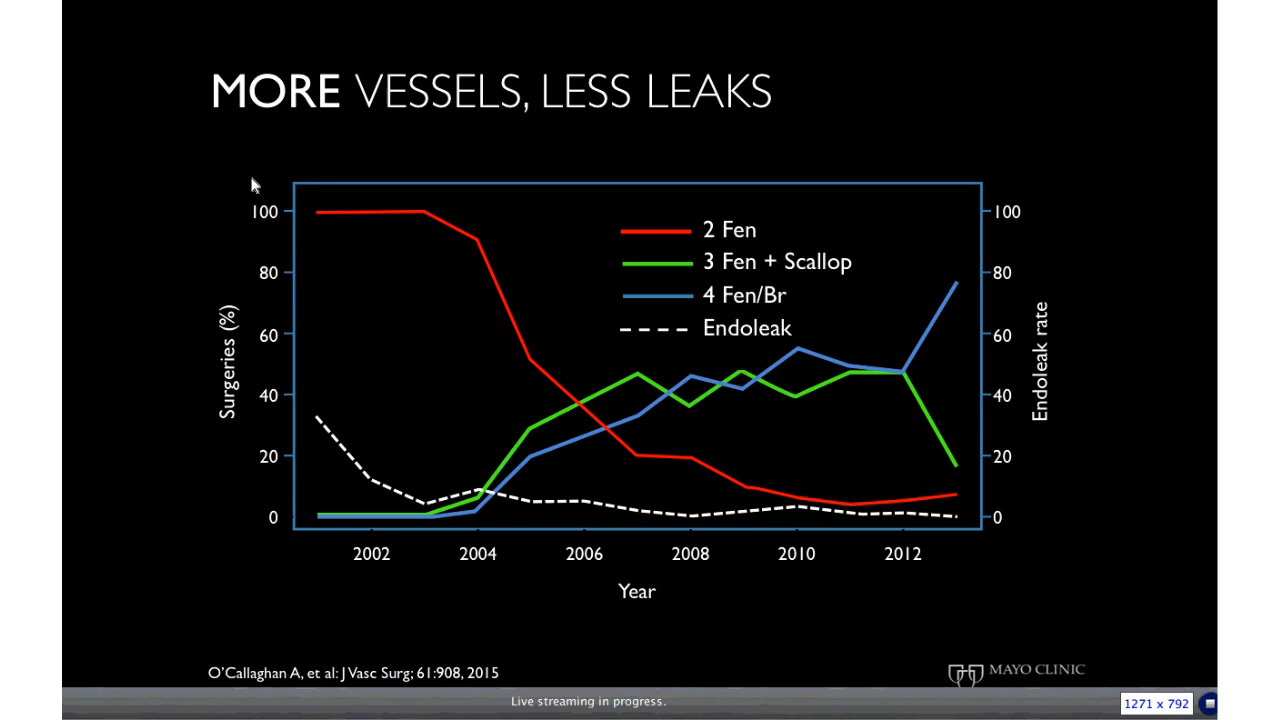 MORE VESSELS, LESS LEAKS
100
80
60
40
20
0
Surgeries (%)
2 Fen
3 Fen + Scallop
4 Fen/Br
Endoleak
100
80
60
40
20
0
Endoleak rate
2002 2004 2006 2008 2010 2012
Year
O'Callaghan A, et al: J Vasc Surg; 61:908, 2015
MAYO CLINIC
Live streaming in progress.
1271 x 792